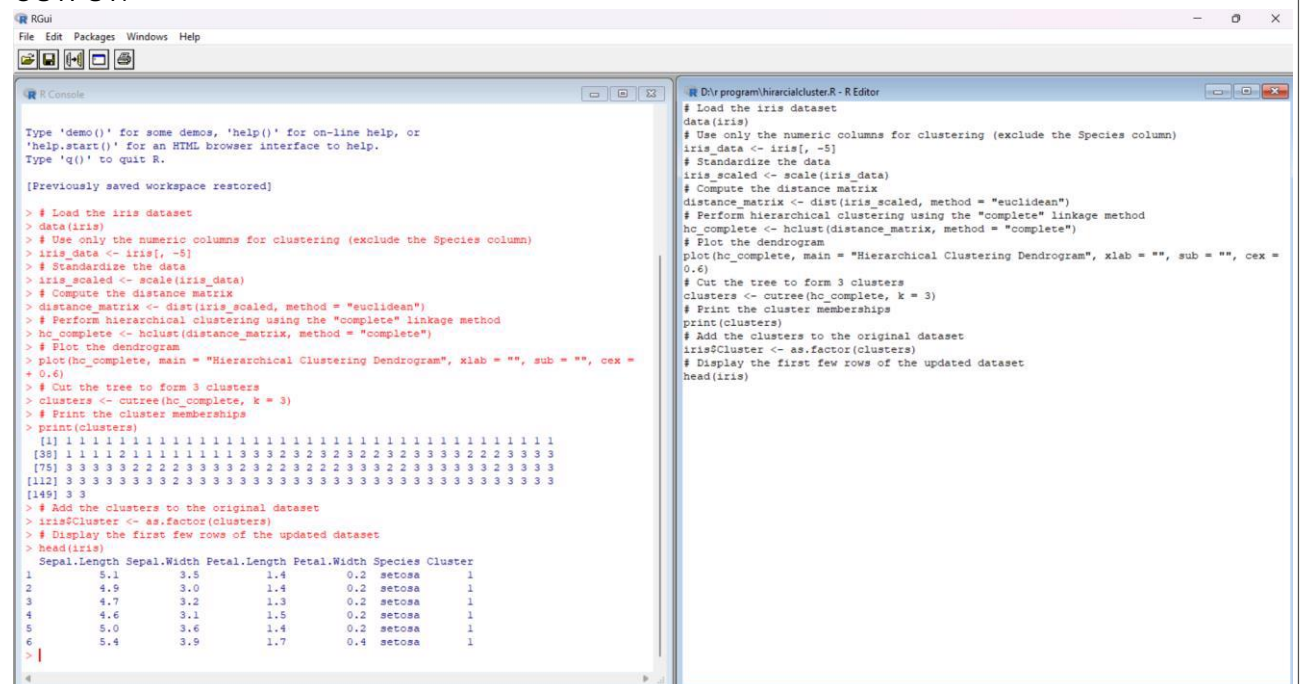 RGui
File Edit Packages Windows Help
R Console
Type 'demo()' for some demos, 'help()' for on-line help, or
'help.start()' for an HTML browser interface to help.
Type 'q()' to quit R.
[Previously saved workspace restored]
> # Load the iris dataset
> data(iris)
> # Use only the numeric columns for clustering (exclude the Species column)
> iris_data <- iris[, -5]
> # Standardize the data
> iris_scaled <- scale(iris_data)
> # Compute the distance matrix
> distance_matrix <- dist(iris_scaled, method = "euclidean")
> # Perform hierarchical clustering using the "complete" linkage method
> hc_complete <- hclust(distance_matrix, method = "complete")
> # Plot the dendrogram
> plot(hc_complete, main = "Hierarchical Clustering Dendrogram", xlab = "", sub = "", cex =
+ 0.6)
> # Cut the tree to form 3 clusters
> clusters <- cutree(hc_complete, k = 3)
> # Print the cluster memberships
> print(clusters)
[1] 1 1 1 1 1 1 1 1 1 1 1 1 1 1 1 1 1 1 1 1 1 1 1 1 1 1 1 1 1 1 1 1 1 1 1 1 1
[38] 1 1 1 1 2 1 1 1 1 1 1 1 1 3 3 3 2 3 2 3 2 3 2 2 3 2 3 3 3 3 2 2 2 3 3 3 3
[75] 3 3 3 3 3 2 2 2 2 3 3 3 3 2 3 2 2 3 2 2 2 3 3 3 2 2 3 3 3 3 3 3 2 3 3 3 3
[112] 3 3 3 3 3 3 3 3 2 3 3 3 3 3 3 3 3 3 3 3 3 3 3 3 3 3 3 3 3 3 3 3 3 3 3 3 3
[149] 3 3
> # Add the clusters to the original dataset
> iris$Cluster <- as.factor(clusters)
> # Display the first few rows of the updated dataset
> head(iris)
Sepal.Length Sepal.Width Petal.Length Petal.Width Species Cluster
1 5.1 3.5 1.4 0.2 setosa 1
2 4.9 3.0 1.4 0.2 setosa 1
3 4.7 3.2 1.3 0.2 setosa 1
4 4.6 3.1 1.5 0.2 setosa 1
5 5.0 3.6 1.4 0.2 setosa 1
6 5.4 3.9 1.7 0.4 setosa 1
>
D:\r program\hirarcialcluster.R - R Editor
# Load the iris dataset
data(iris)
# Use only the numeric columns for clustering (exclude the Species column)
iris_data <- iris[, -5]
# Standardize the data
iris_scaled <- scale(iris_data)
# Compute the distance matrix
distance_matrix <- dist(iris_scaled, method = "euclidean")
# Perform hierarchical clustering using the "complete" linkage method
hc_complete <- hclust(distance_matrix, method = "complete")
# Plot the dendrogram
plot(hc_complete, main = "Hierarchical Clustering Dendrogram", xlab = "", sub = "", cex =
0.6)
# Cut the tree to form 3 clusters
clusters <- cutree(hc_complete, k = 3)
# Print the cluster memberships
print(clusters)
# Add the clusters to the original dataset
iris$Cluster <- as.factor(clusters)
# Display the first few rows of the updated dataset
head(iris)